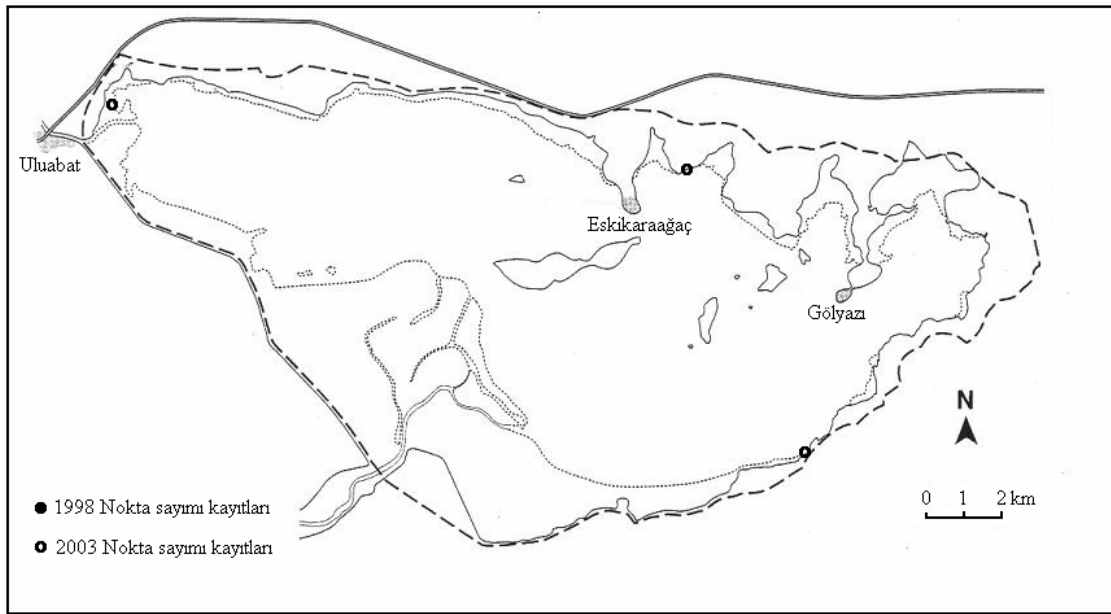 Uluabat
Eskikaraağaç
Gölyazı
N
0 1 2 km
1998 Nokta sayımı kayıtları
2003 Nokta sayımı kayıtları